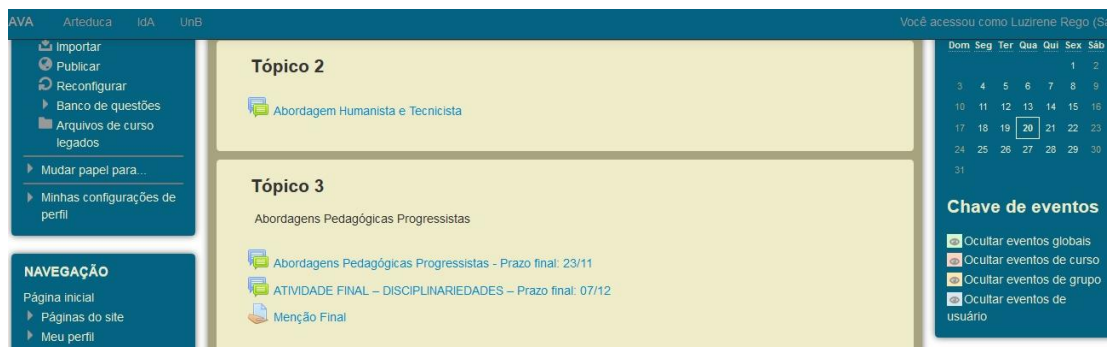 AVA Arteduca IdA UnB Você acessou como Luzirene Rego (Sa
Importar
Publicar
Reconfigurar
Banco de questões
Arquivos de curso
legados
Mudar papel para...
Minhas configurações de
perfil
NAVEGAÇÃO
Página inicial
Páginas do site
Meu perfil
Tópico 2
Abordagem Humanista e Tecnicista
Tópico 3
Abordagens Pedagógicas Progressistas
Abordagens Pedagógicas Progressistas - Prazo final: 23/11
ATIVIDADE FINAL – DISCIPLINARIEDADES – Prazo final: 07/12
Menção Final
Dom Seg Ter Qua Qui Sex Sáb
1 2
3 4 5 6 7 8 9
10 11 12 13 14 15 16
17 18 19 20 21 22 23
24 25 26 27 28 29 30
31
Chave de eventos
Ocultar eventos globais
Ocultar eventos de curso
Ocultar eventos de grupo
Ocultar eventos de
usuário